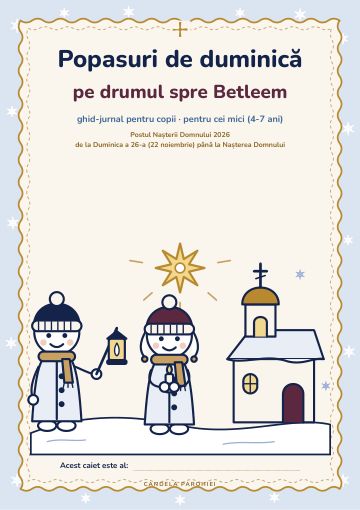 Popasuri de duminică
pe drumul spre Betleem
ghid-jurnal pentru copii · pentru cei mici (4-7 ani)
Postul Nașterii Domnului 2026
de la Duminica a 26-a (22 noiembrie) până la Nașterea Domnului
Acest caiet este al:
CANDELA PAROHIEI